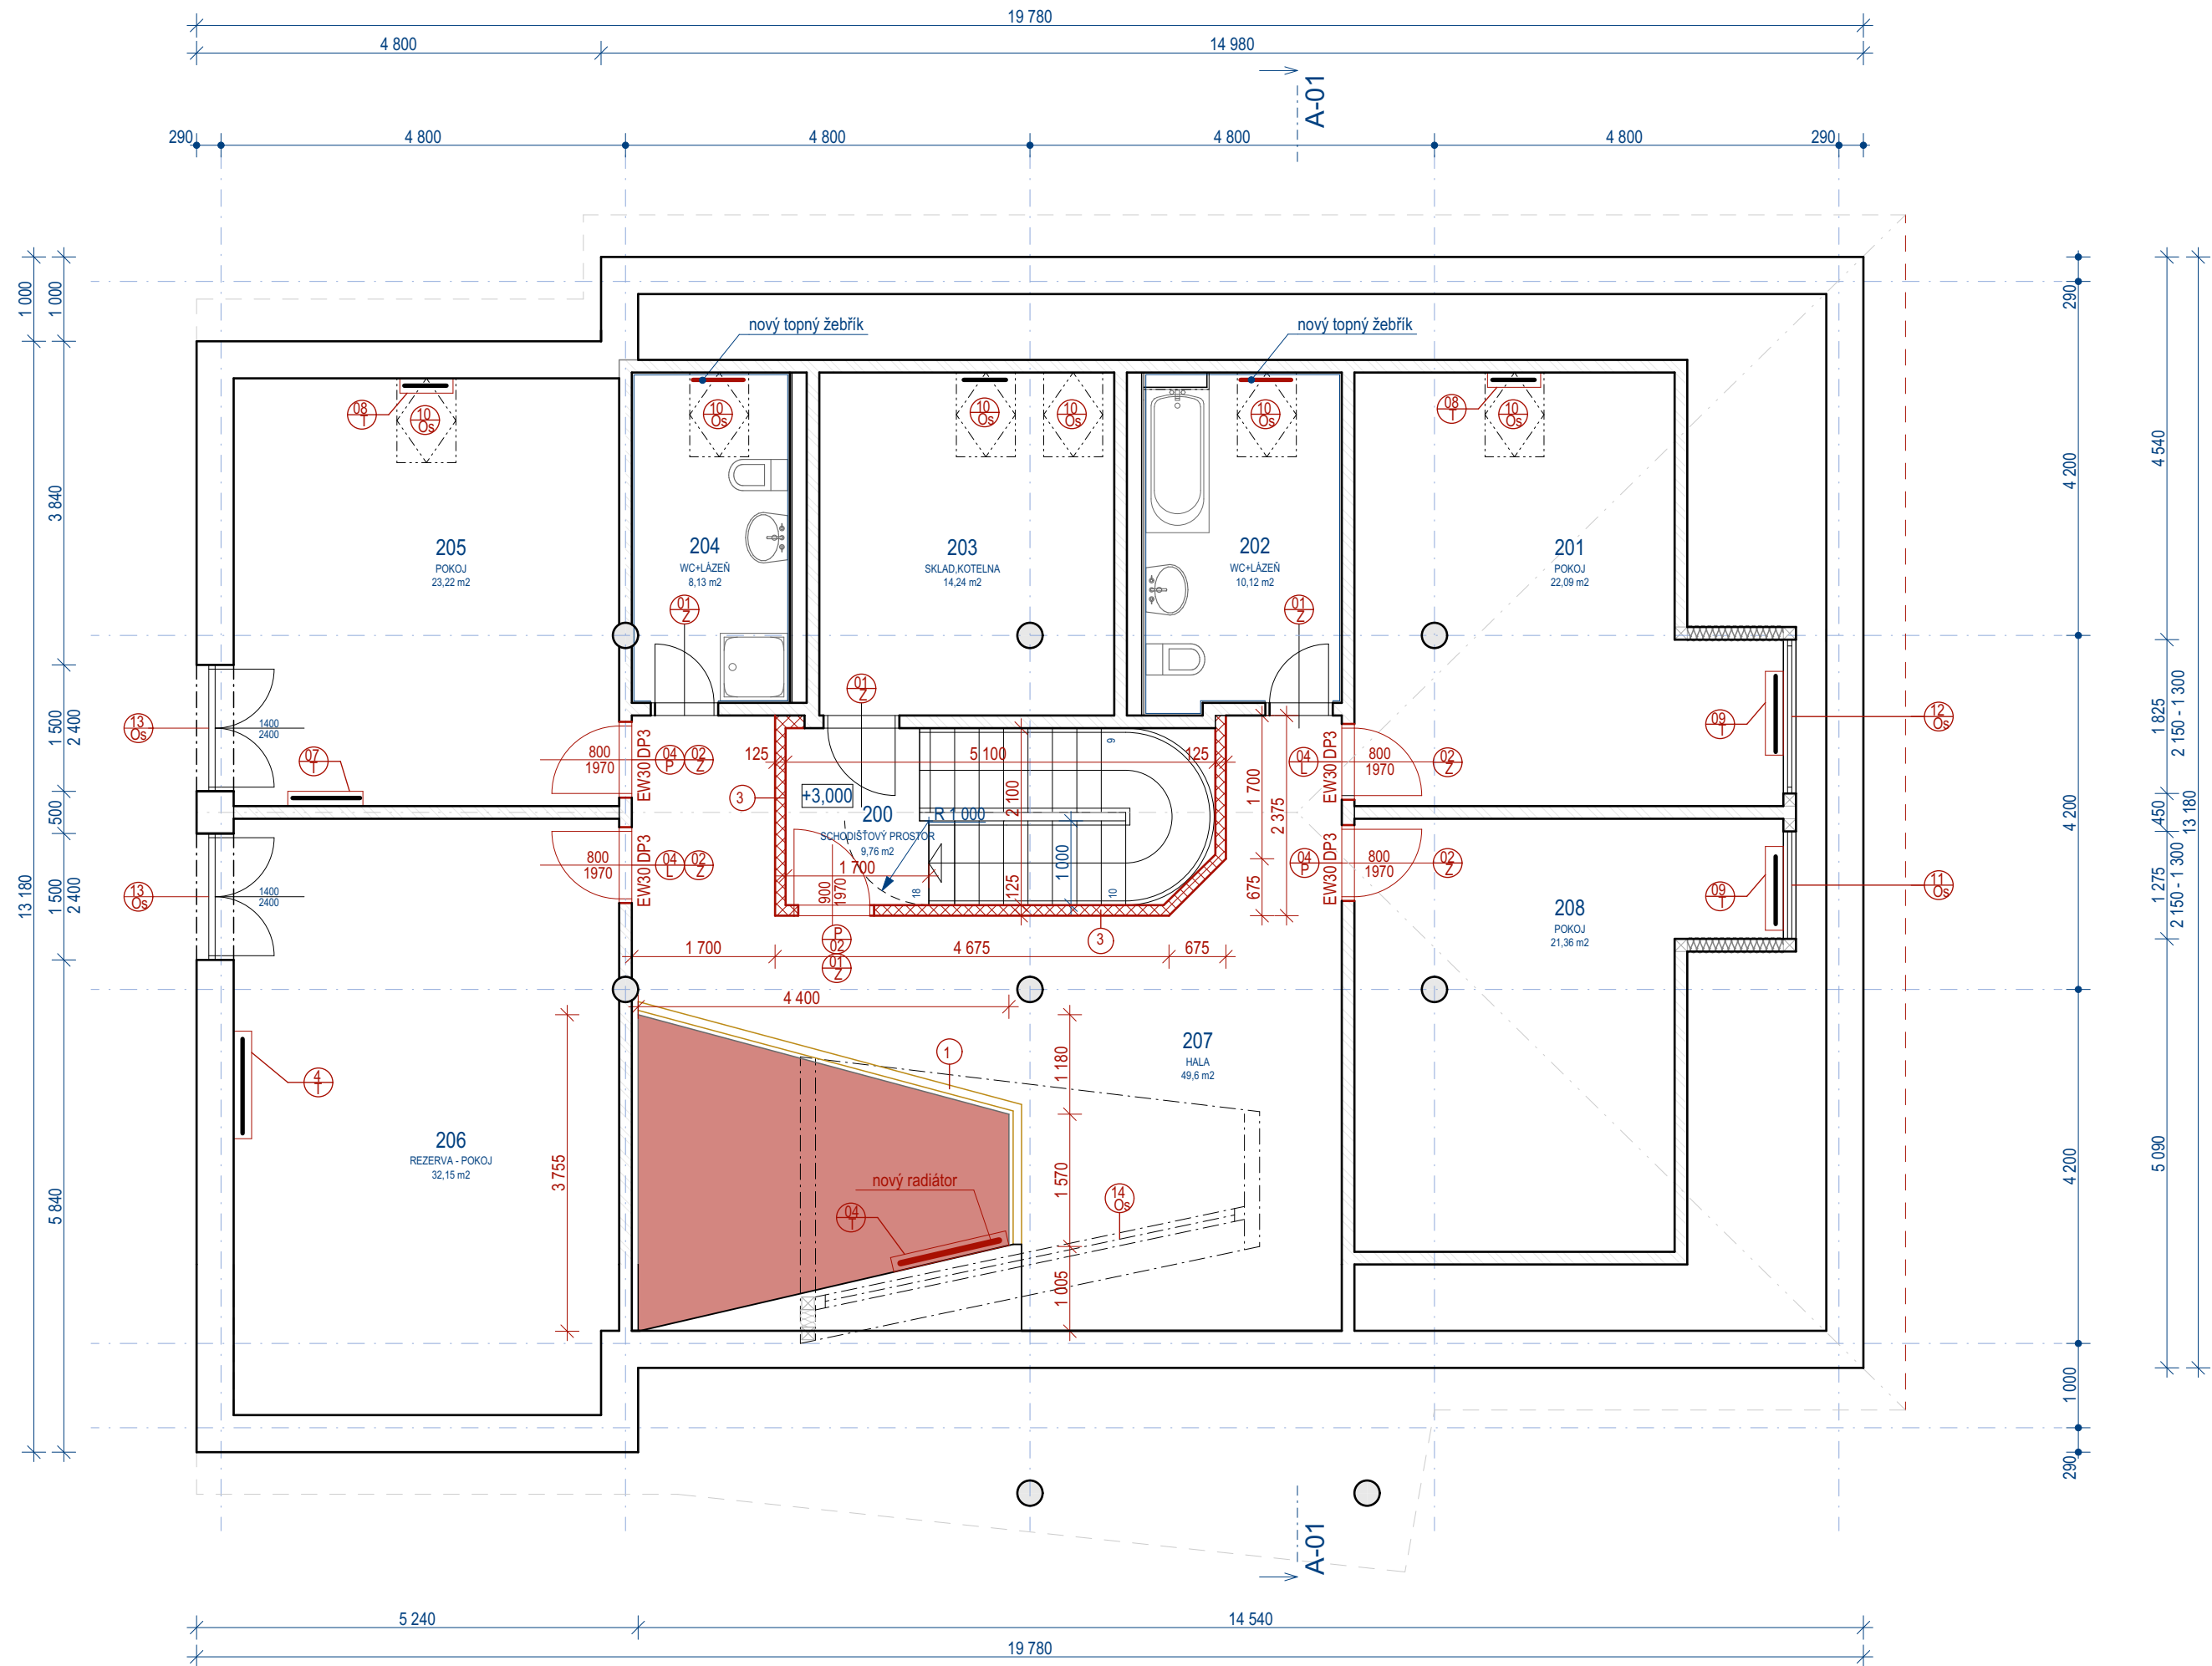 19 780
4 800
14 980
A-01
290
4 800
4 800
4 800
4 800
290
1 000
1 000
3 840
1 500
2 400
500
1 500
2 400
5 840
13 180
290
4 200
4 200
4 200
1 000
290
4 540
1 825
2 150 - 1 300
450
1 275
2 150 - 1 300
5 090
13 180
nový topný žebřík
nový topný žebřík
08
T
10
Os
10
Os
10
Os
10
Os
10
Os
08
T
10
Os
205
POKOJ
23,22 m2
204
WC+LÁZEŇ
8,13 m2
203
SKLAD,KOTELNA
14,24 m2
202
WC+LÁZEŇ
10,12 m2
201
POKOJ
22,09 m2
01
Z
01
Z
01
Z
13
Os
1400
2400
07
T
800
1970
EW30 DP3
04
P
02
Z
125
5 100
125
9
3
+3,000
200
SCHODIŠŤOVÝ PROSTOR
9,76 m2
R 1 000
2 100
1 000
125
1 700
900
1970
18
10
1 700
2 375
675
04
L
EW30 DP3
800
1970
02
Z
09
T
12
Os
13
Os
1400
2400
800
1970
EW30 DP3
04
L
02
Z
04
P
EW30 DP3
800
1970
02
Z
09
T
11
Os
P
02
01
Z
3
1 700
4 675
675
208
POKOJ
21,36 m2
4 400
207
HALA
49,6 m2
1
1 180
1 570
1 005
3 755
4
T
206
REZERVA - POKOJ
32,15 m2
nový radiátor
04
T
14
Os
A-01
5 240
14 540
19 780